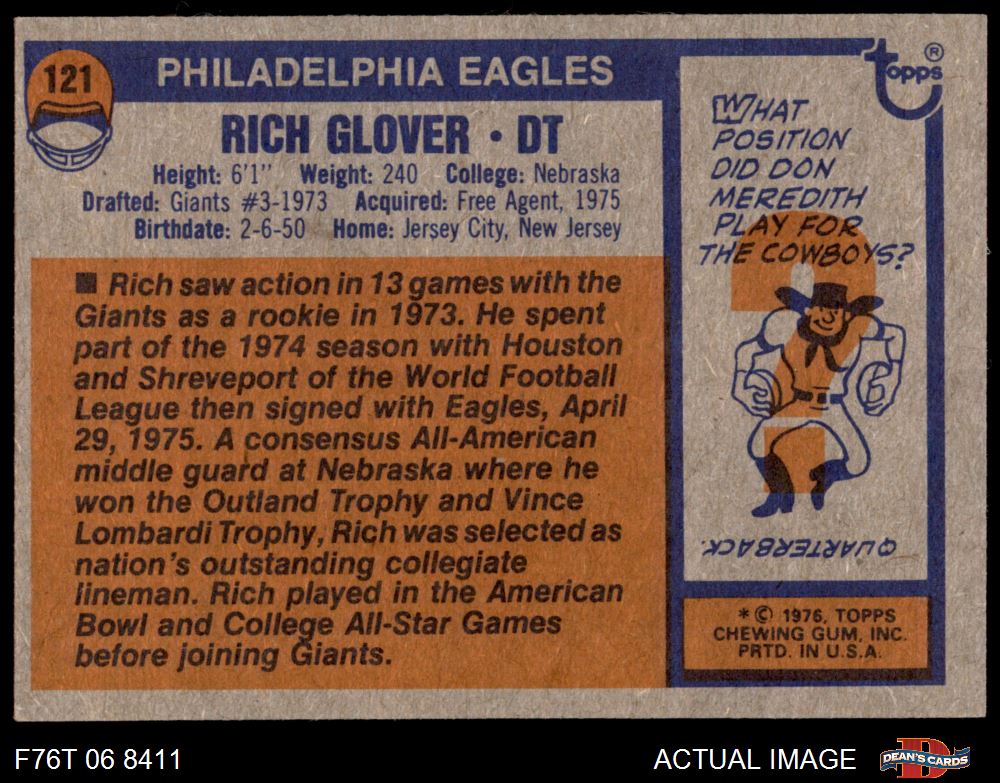 121
PHILADELPHIA EAGLES
RICH GLOVER • DT
Height: 6'1" Weight: 240 College: Nebraska
Drafted: Giants #3-1973 Acquired: Free Agent, 1975
Birthdate: 2-6-50 Home: Jersey City, New Jersey
■ Rich saw action in 13 games with the
Giants as a rookie in 1973. He spent
part of the 1974 season with Houston
and Shreveport of the World Football
League then signed with Eagles, April
29, 1975. A consensus All-American
middle guard at Nebraska where he
won the Outland Trophy and Vince
Lombardi Trophy, Rich was selected as
nation's outstanding collegiate
lineman. Rich played in the American
Bowl and College All-Star Games
before joining Giants.
topps®
WHAT
POSITION
DID DON
MEREDITH
PLAY FOR
THE COWBOYS?
?
QUARTERBACK.
*© 1976, TOPPS
CHEWING GUM, INC.
PRTD. IN U.S.A.
F76T 06 8411
ACTUAL IMAGE
D
DEAN'S CARDS